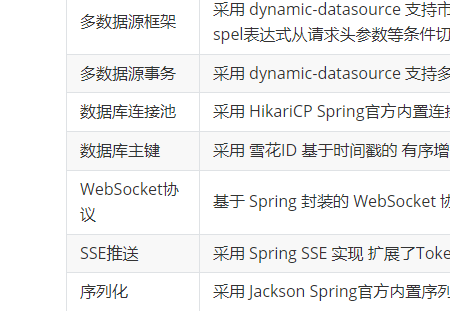 多数据源框架
采用 dynamic-datasource 支持市
spel表达式从请求头参数等条件切
多数据源事务
采用 dynamic-datasource 支持多
数据库连接池
采用 HikariCP Spring官方内置连接
数据库主键
采用 雪花ID 基于时间戳的 有序增
WebSocket协
议
基于 Spring 封装的 WebSocket 协
SSE推送
采用 Spring SSE 实现 扩展了Toke
序列化
采用 Jackson Spring官方内置序列